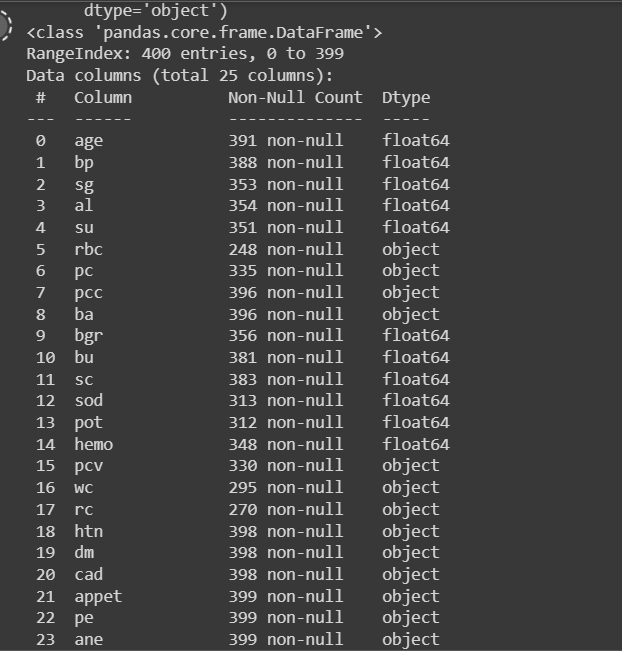 dtype='object')
<class 'pandas.core.frame.DataFrame'>
RangeIndex: 400 entries, 0 to 399
Data columns (total 25 columns):
 #   Column          Non-Null Count  Dtype
---  ------          --------------  -----
 0   age             391 non-null    float64
 1   bp              388 non-null    float64
 2   sg              353 non-null    float64
 3   al              354 non-null    float64
 4   su              351 non-null    float64
 5   rbc             248 non-null    object
 6   pc              335 non-null    object
 7   pcc             396 non-null    object
 8   ba              396 non-null    object
 9   bgr             356 non-null    float64
 10  bu              381 non-null    float64
 11  sc              383 non-null    float64
 12  sod             313 non-null    float64
 13  pot             312 non-null    float64
 14  hemo            348 non-null    float64
 15  pcv             330 non-null    object
 16  wc              295 non-null    object
 17  rc              270 non-null    object
 18  htn             398 non-null    object
 19  dm              398 non-null    object
 20  cad             398 non-null    object
 21  appet           399 non-null    object
 22  pe              399 non-null    object
 23  ane             399 non-null    object